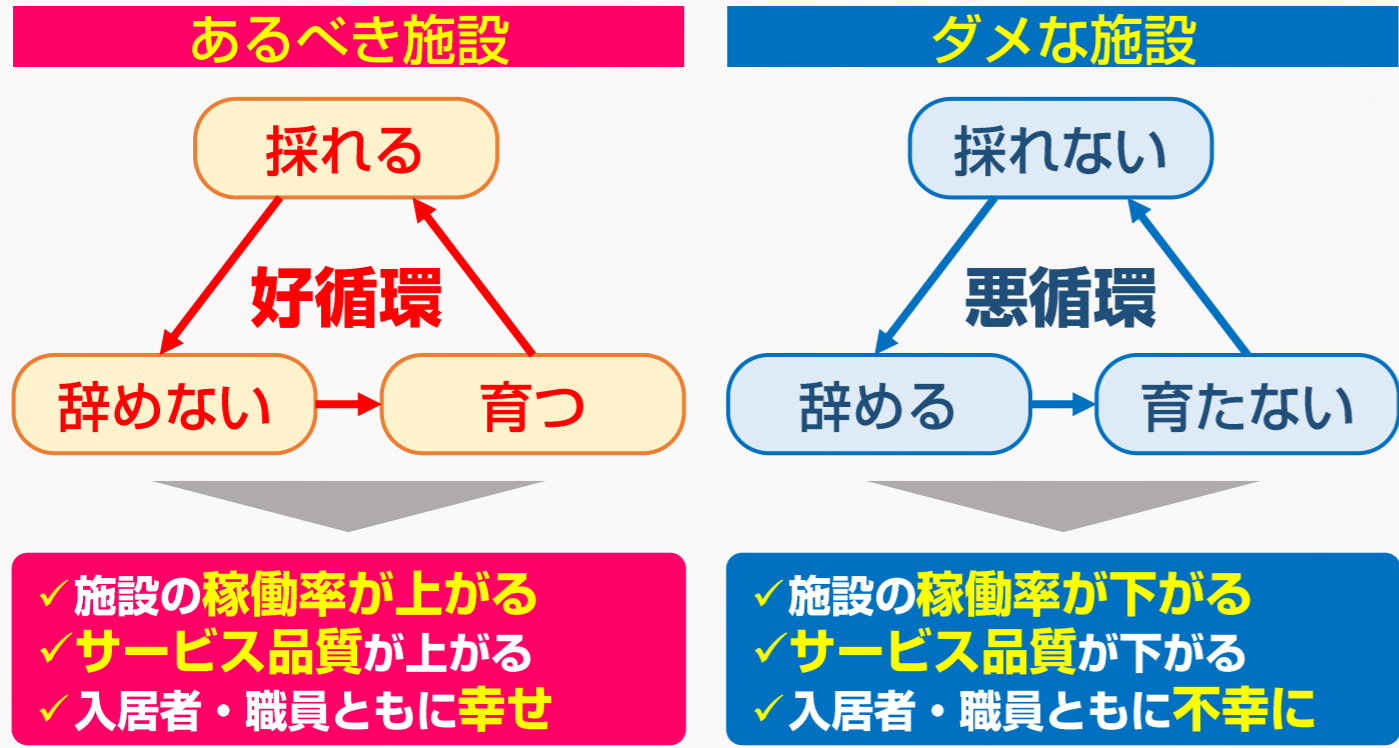 あるべき施設
採れる
好循環
辞めない
育つ
✓施設の稼働率が上がる
✓サービス品質が上がる
✓入居者・職員ともに幸せ
ダメな施設
採れない
悪循環
辞める
育たない
✓施設の稼働率が下がる
✓サービス品質が下がる
✓入居者・職員ともに不幸に